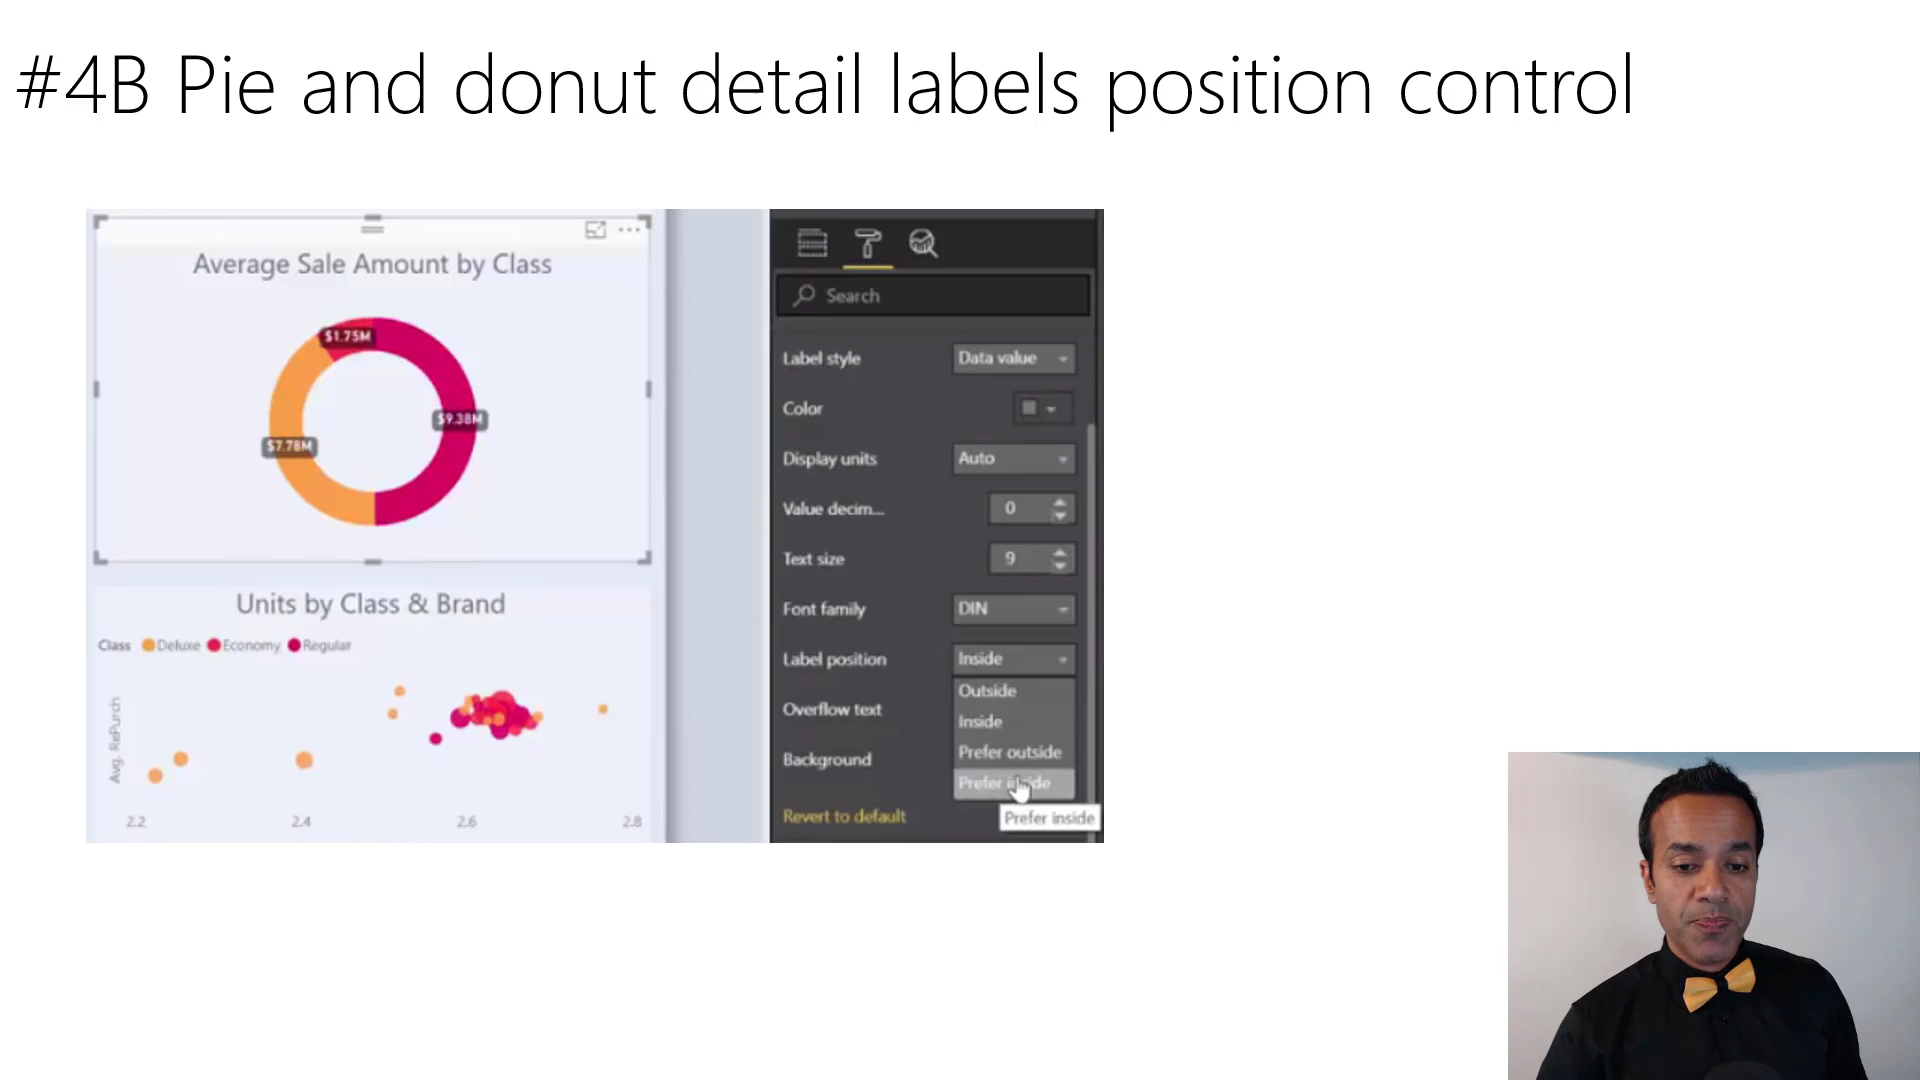 #4B Pie and donut detail labels position control
Average Sale Amount by Class
$1.75M
$9.38M
$7.78M
Units by Class & Brand
Class Deluxe Economy Regular
Avg. RePurch
2.2 2.4 2.6 2.8
Search
Label style Data value
Color
Display units Auto
Value decim... 0
Text size 9
Font family DIN
Label position Inside
Outside
Inside
Overflow text
Prefer outside
Background
Prefer inside
Revert to default
Prefer inside